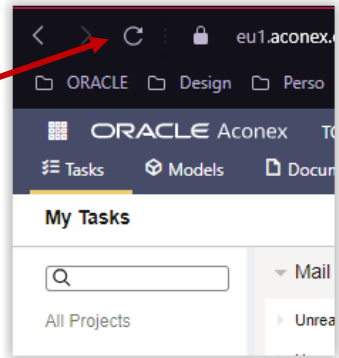 eu1.aconex.
ORACLE Design Perso
ORACLE Aconex
Tasks Models Docum
My Tasks
Mail
All Projects
Unrea